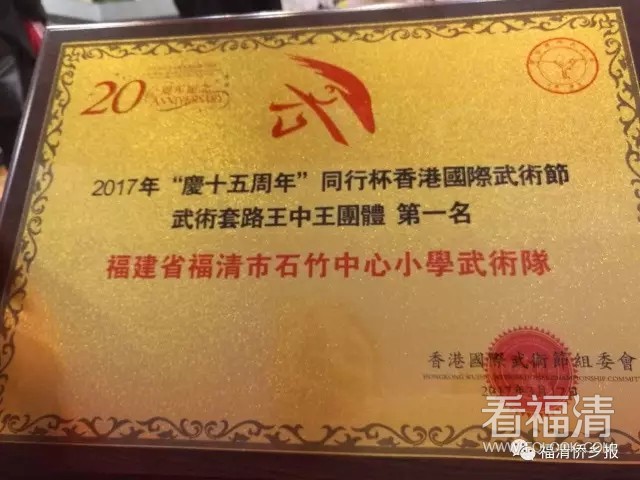 20
ANNIVERSARY
2017年“慶十五周年”同行杯香港國際武術節
武術套路王中王團體 第一名
福建省福清市石竹中心小學武術隊
香港國際武術節組委會
看福清
福清侨乡报